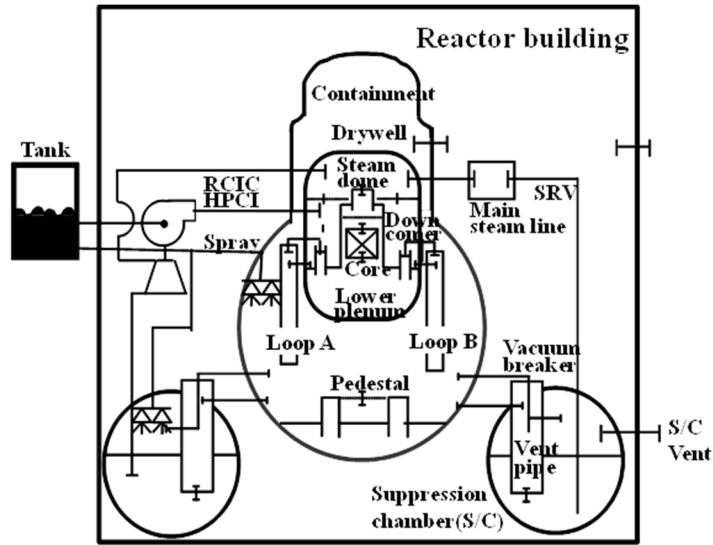 Reactor building
Containment
Drywell
Tank
Steam
dome
RCIC
HPCI
SRV
Main
steam line
Down
comer
Spray
Core
Lower
plenum
Loop A
Loop B
Vacuum
breaker
Pedestal
S/C
Vent
Vent
pipe
Suppression
chamber(S/C)